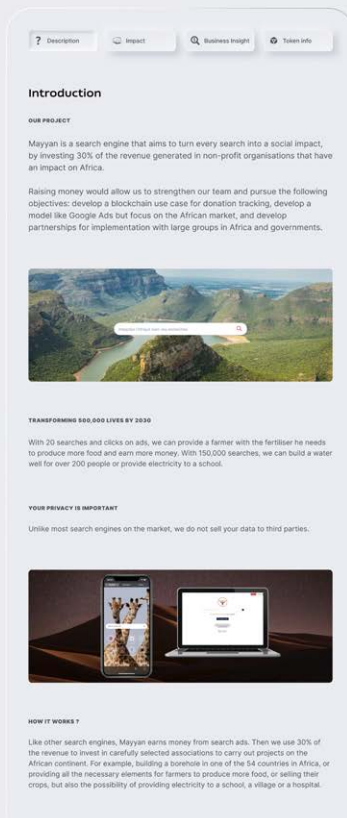 ? Description
Impact
Business Insight
Token info
Introduction
OUR PROJECT
Mayyan is a search engine that aims to turn every search into a social impact,
by investing 30% of the revenue generated in non-profit organisations that have
an impact on Africa.
Raising money would allow us to strengthen our team and pursue the following
objectives: develop a blockchain use case for donation tracking, develop a
model like Google Ads but focus on the African market, and develop
partnerships for implementation with large groups in Africa and governments.
TRANSFORMING 500,000 LIVES BY 2030
With 20 searches and clicks on ads, we can provide a farmer with the fertiliser he needs
to produce more food and earn more money. With 150,000 searches, we can build a water
well for over 200 people or provide electricity to a school.
YOUR PRIVACY IS IMPORTANT
Unlike most search engines on the market, we do not sell your data to third parties.
HOW IT WORKS ?
Like other search engines, Mayyan earns money from search ads. Then we use 30% of
the revenue to invest in carefully selected associations to carry out projects on the
African continent. For example, building a borehole in one of the 54 countries in Africa, or
providing all the necessary elements for farmers to produce more food, or selling their
crops, but also the possibility of providing electricity to a school, a village or a hospital.